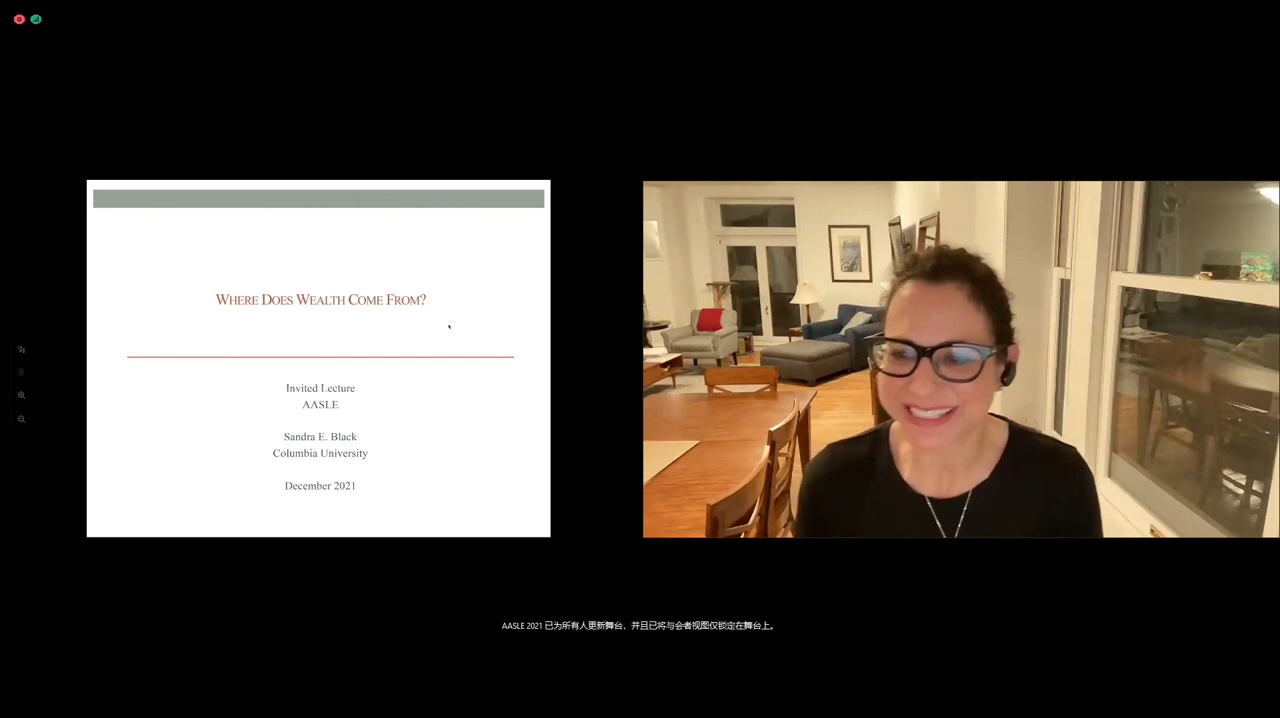 WHERE DOES WEALTH COME FROM?
Invited Lecture
AASLE
Sandra E. Black
Columbia University
December 2021
AASLE 2021 已为所有人更新舞台，并且已将与会者视图仅锁定在舞台上。